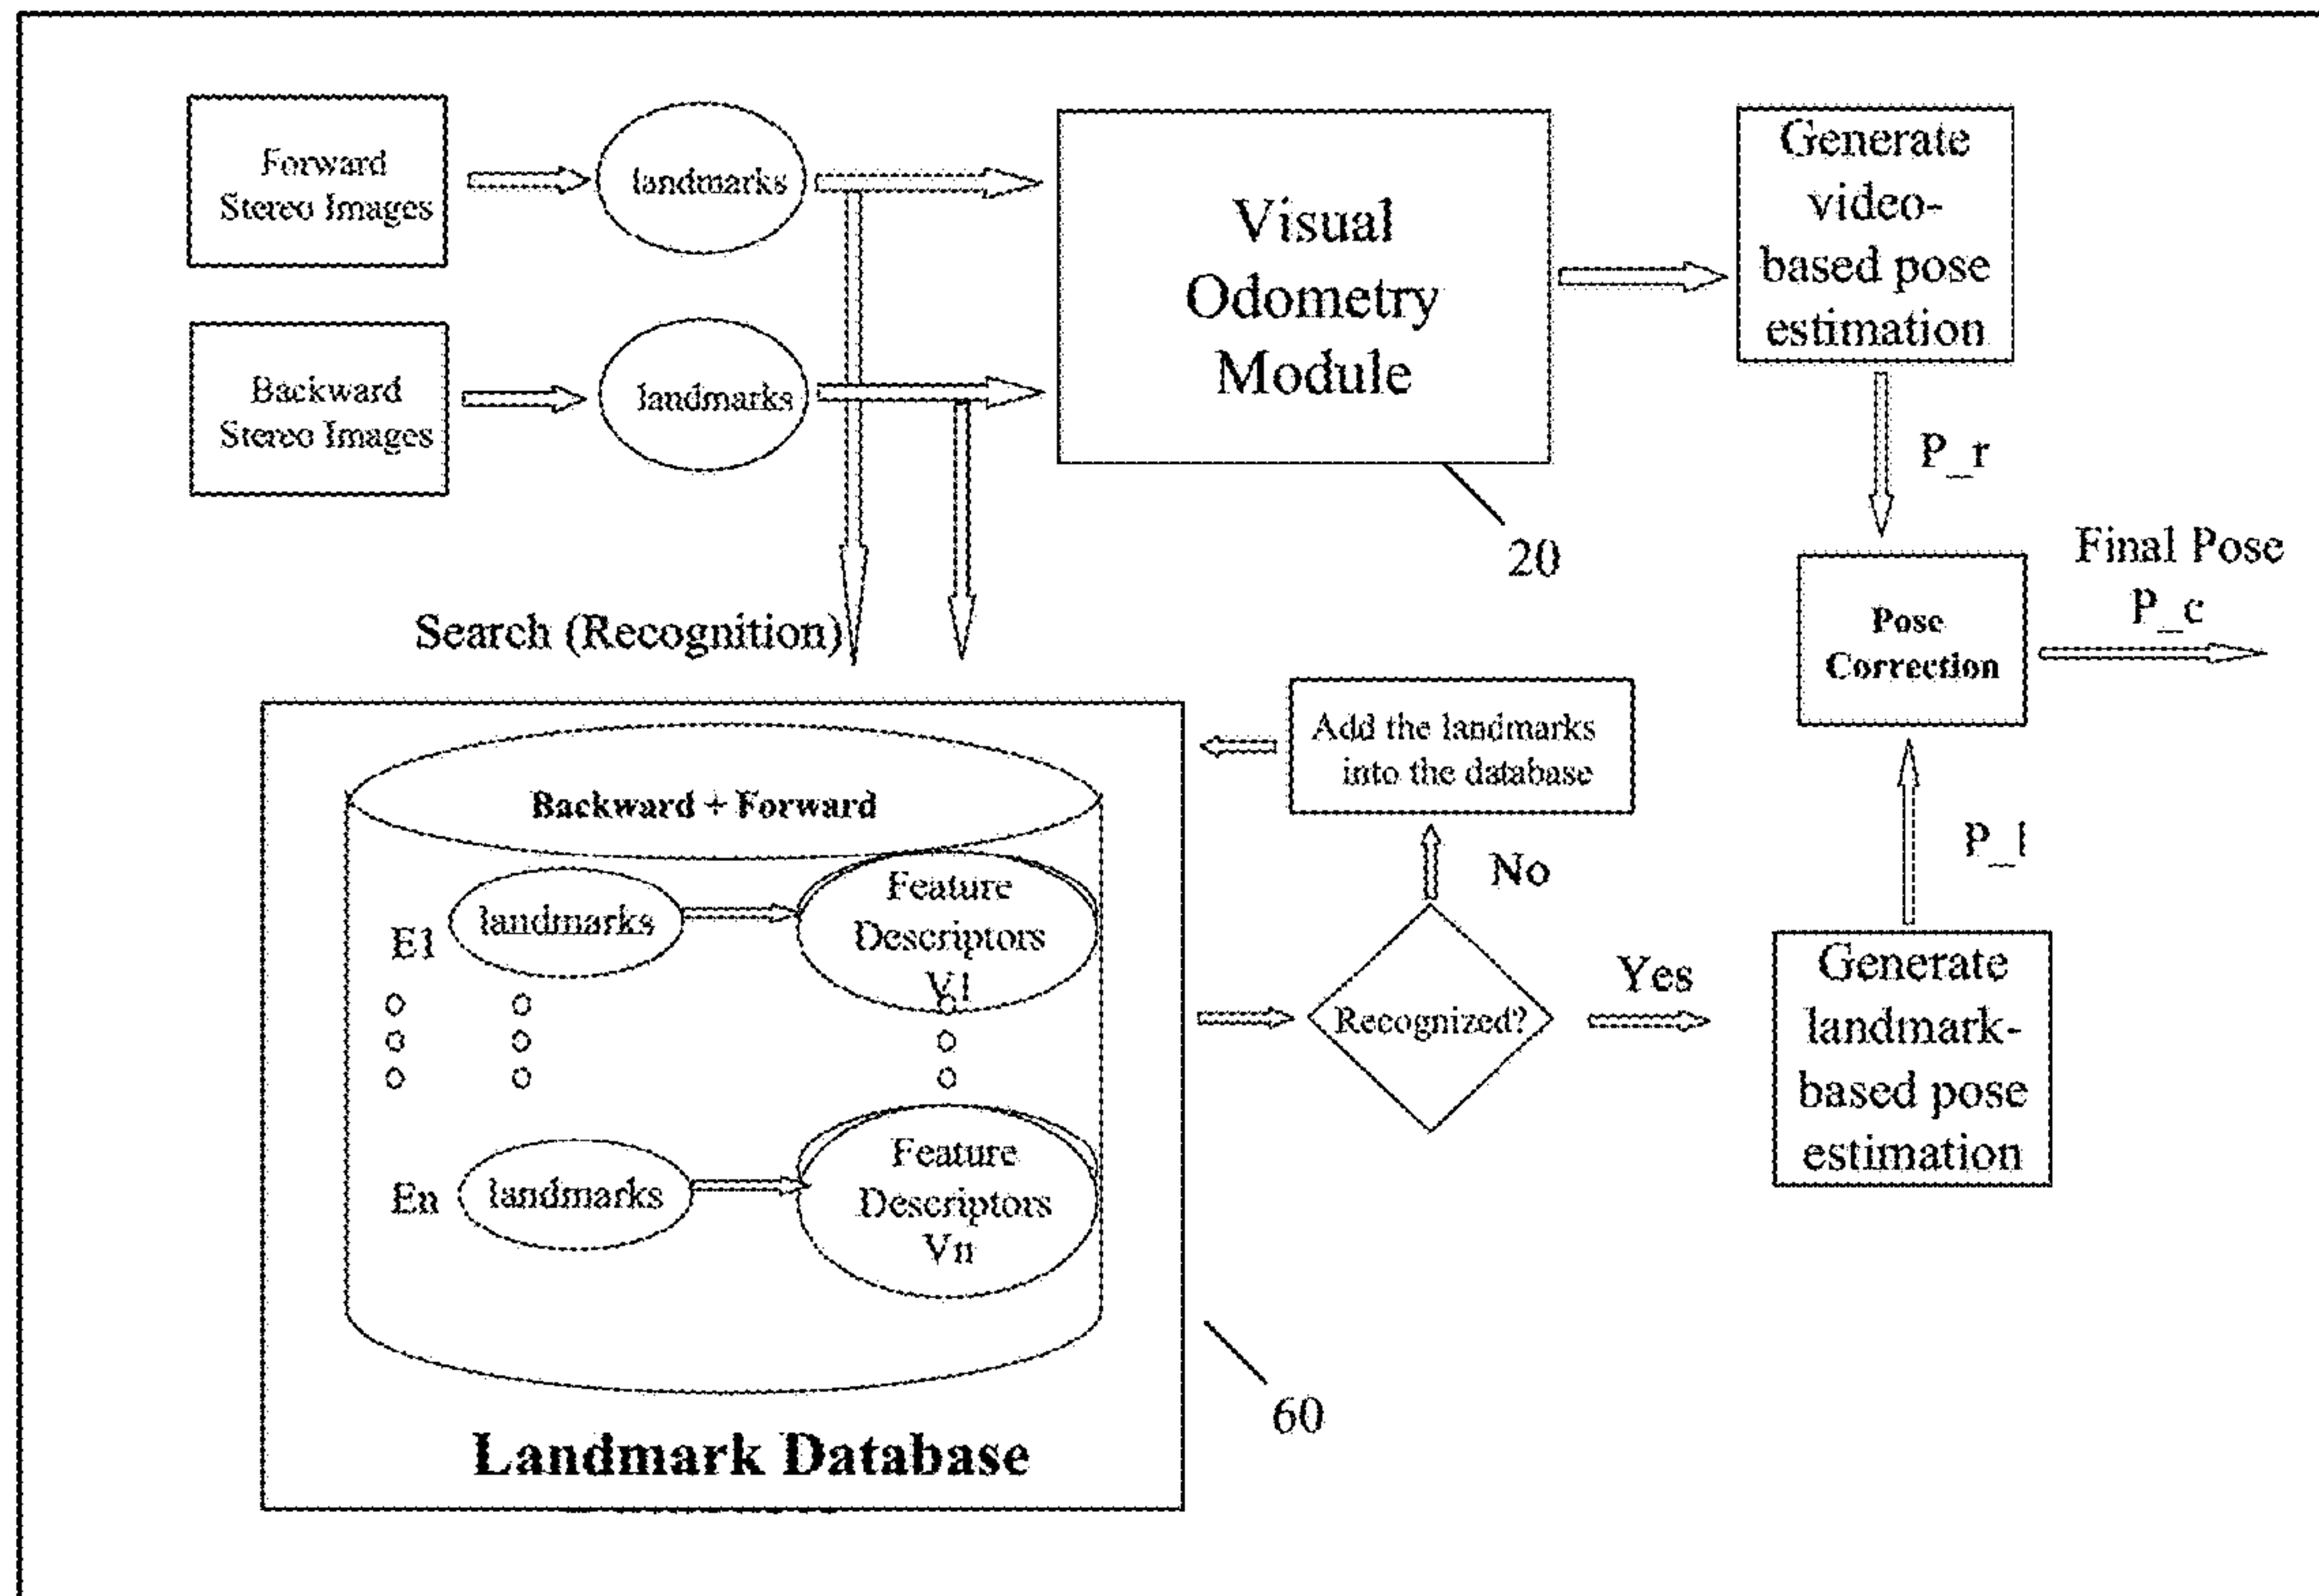 Forward
Stereo Images
landmarks
Visual
Odometry
Module
20
Generate
video-
based pose
estimation
Backward
Stereo Images
landmarks
P_r
Search (Recognition)
Pose
Correction
Final Pose
P_c
Add the landmarks
into the database
No
Recognized?
Yes
P_l
Generate
landmark-
based pose
estimation
Backward + Forward
E1
landmarks
Feature
Descriptors
V1
En
landmarks
Feature
Descriptors
Vn
Landmark Database
60